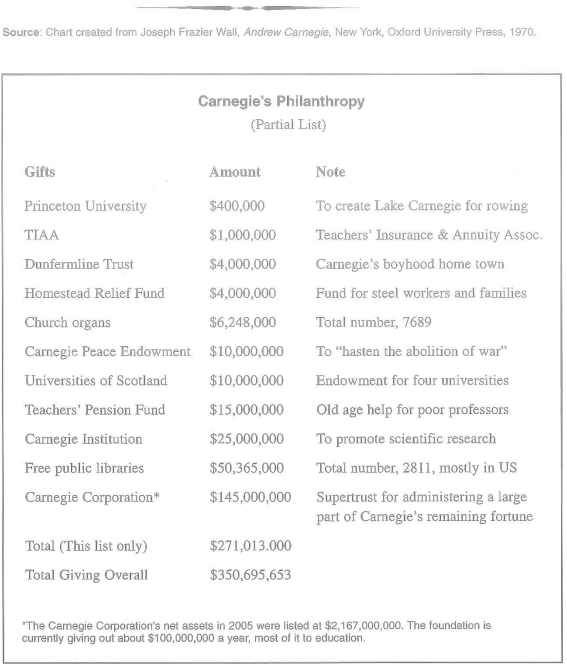 Source: Chart created from Joseph Frazier Wall, Andrew Carnegie, New York, Oxford University Press, 1970.
Carnegie's Philanthropy
(Partial List)
Gifts Amount Note
Princeton University $400,000 To create Lake Carnegie for rowing
TIAA $1,000,000 Teachers' Insurance & Annuity Assoc.
Dunfermline Trust $4,000,000 Carnegie's boyhood home town
Homestead Relief Fund $4,000,000 Fund for steel workers and families
Church organs $6,248,000 Total number, 7689
Carnegie Peace Endowment $10,000,000 To "hasten the abolition of war"
Universities of Scotland $10,000,000 Endowment for four universities
Teachers' Pension Fund $15,000,000 Old age help for poor professors
Carnegie Institution $25,000,000 To promote scientific research
Free public libraries $50,365,000 Total number, 2811, mostly in US
Carnegie Corporation* $145,000,000 Supertrust for administering a large
part of Carnegie's remaining fortune
Total (This list only) $271,013.000
Total Giving Overall $350,695,653
*The Carnegie Corporation's net assets in 2005 were listed at $2,167,000,000. The foundation is
currently giving out about $100,000,000 a year, most of it to education.